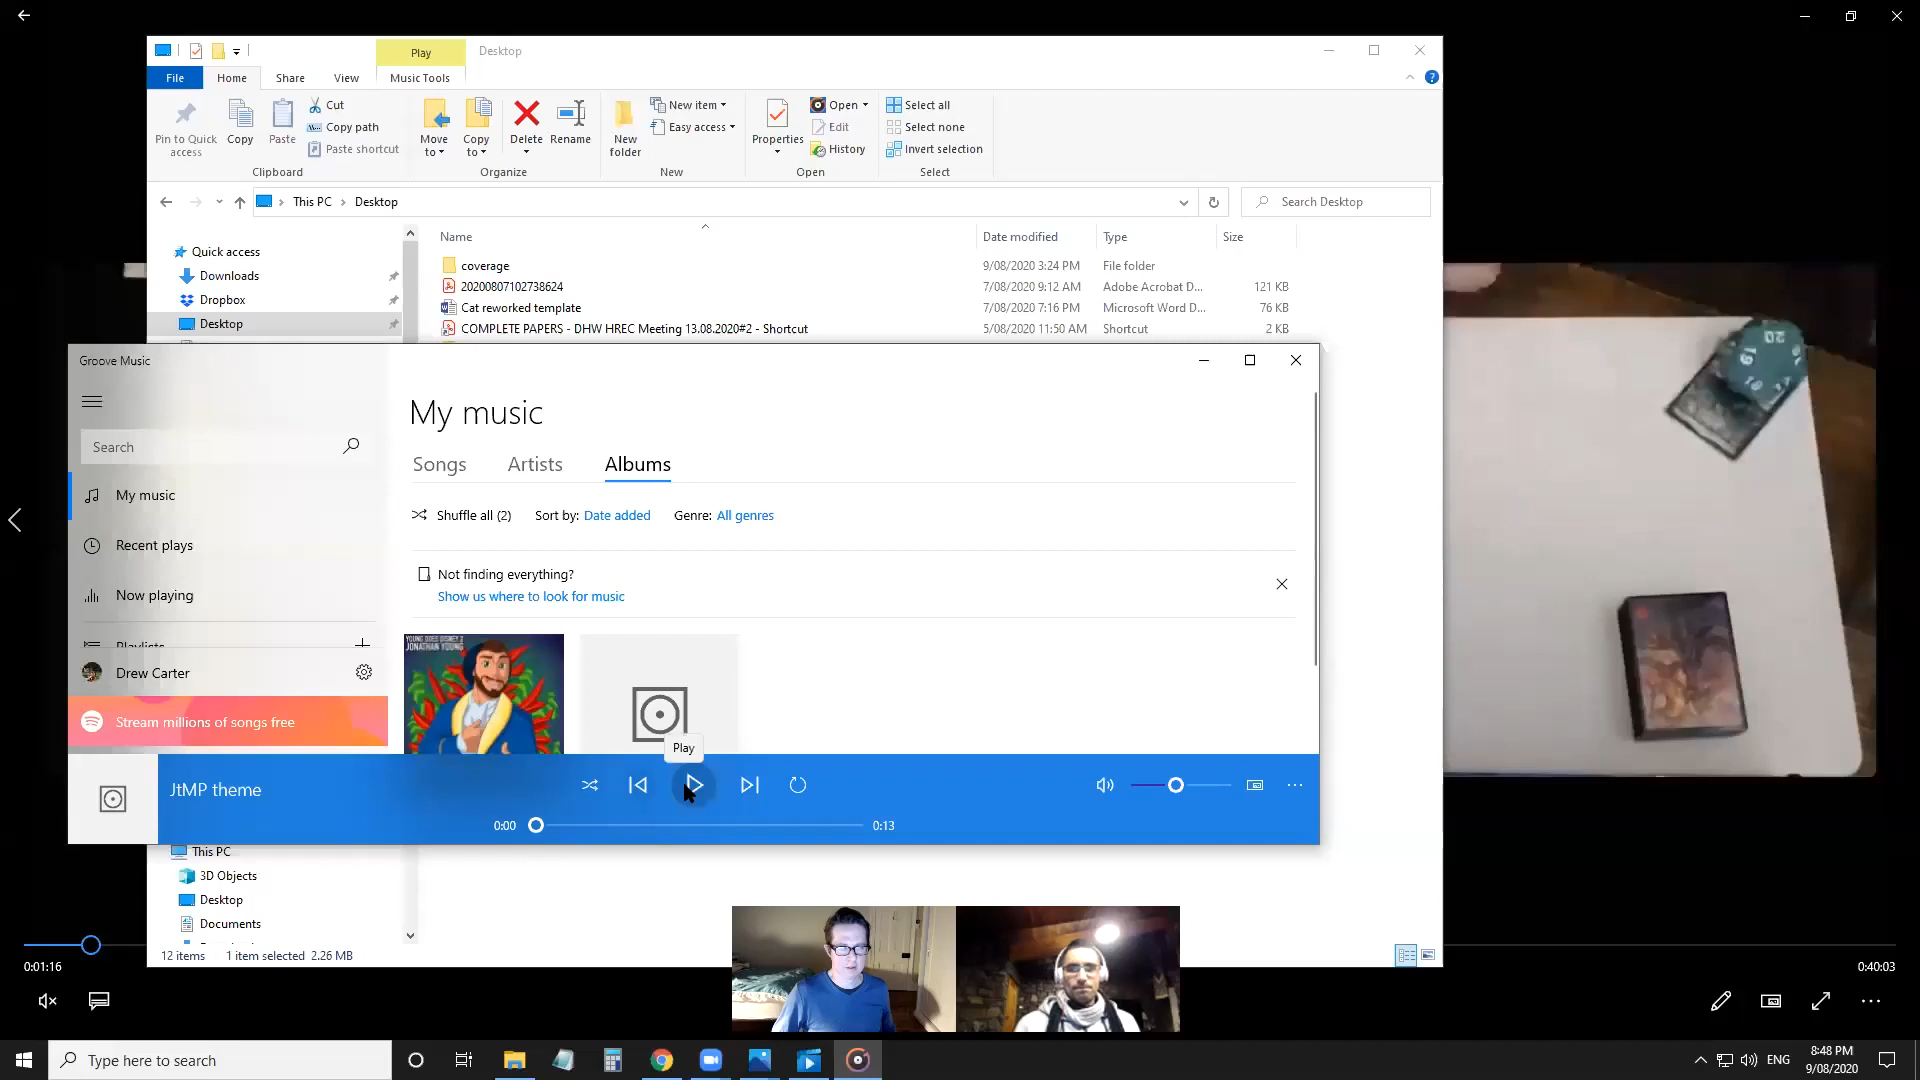 Play
Desktop
File
Home
Share
View
Music Tools
Pin to Quick
access
Copy
Paste
Cut
Copy path
Paste shortcut
Clipboard
Move
to
Copy
to
Delete
Rename
Organize
New
folder
New item
Easy access
New
Properties
Open
Edit
History
Open
Select all
Select none
Invert selection
Select
This PC
Desktop
Search Desktop
Name
Date modified
Type
Size
Quick access
Downloads
Dropbox
Desktop
coverage 9/08/2020 3:24 PM File folder
20200807102738624 7/08/2020 9:12 AM Adobe Acrobat D... 121 KB
Cat reworked template 7/08/2020 7:16 PM Microsoft Word D... 76 KB
COMPLETE PAPERS - DHW HREC Meeting 13.08.2020#2 - Shortcut 5/08/2020 11:50 AM Shortcut 2 KB
Groove Music
Search
My music
Recent plays
Now playing
Playlists
Drew Carter
Stream millions of songs free
My music
Songs
Artists
Albums
Shuffle all (2)
Sort by: Date added
Genre: All genres
Not finding everything?
Show us where to look for music
YOUNG DOES DISNEY 2
JONATHAN YOUNG
Play
JtMP theme
0:00
0:13
This PC
3D Objects
Desktop
Documents
12 items
1 item selected 2.26 MB
20
19
0:01:16
0:40:03
Type here to search
ENG
8:48 PM
9/08/2020